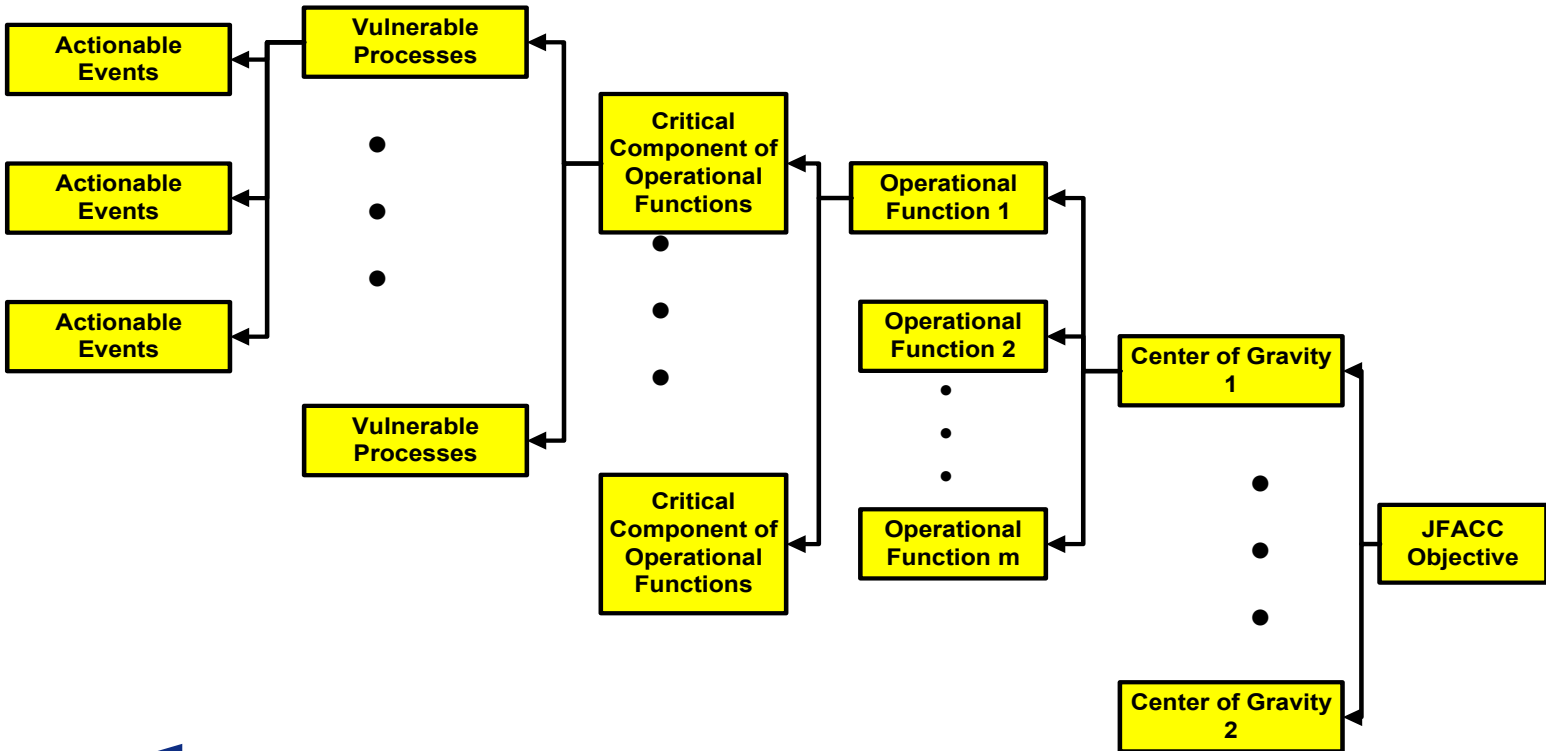 Actionable
Events
Actionable
Events
Actionable
Events
Vulnerable
Processes
Vulnerable
Processes
Critical
Component of
Operational
Functions
Critical
Component of
Operational
Functions
Operational
Function 1
Operational
Function 2
Operational
Function m
Center of Gravity
1
Center of Gravity
2
JFACC
Objective